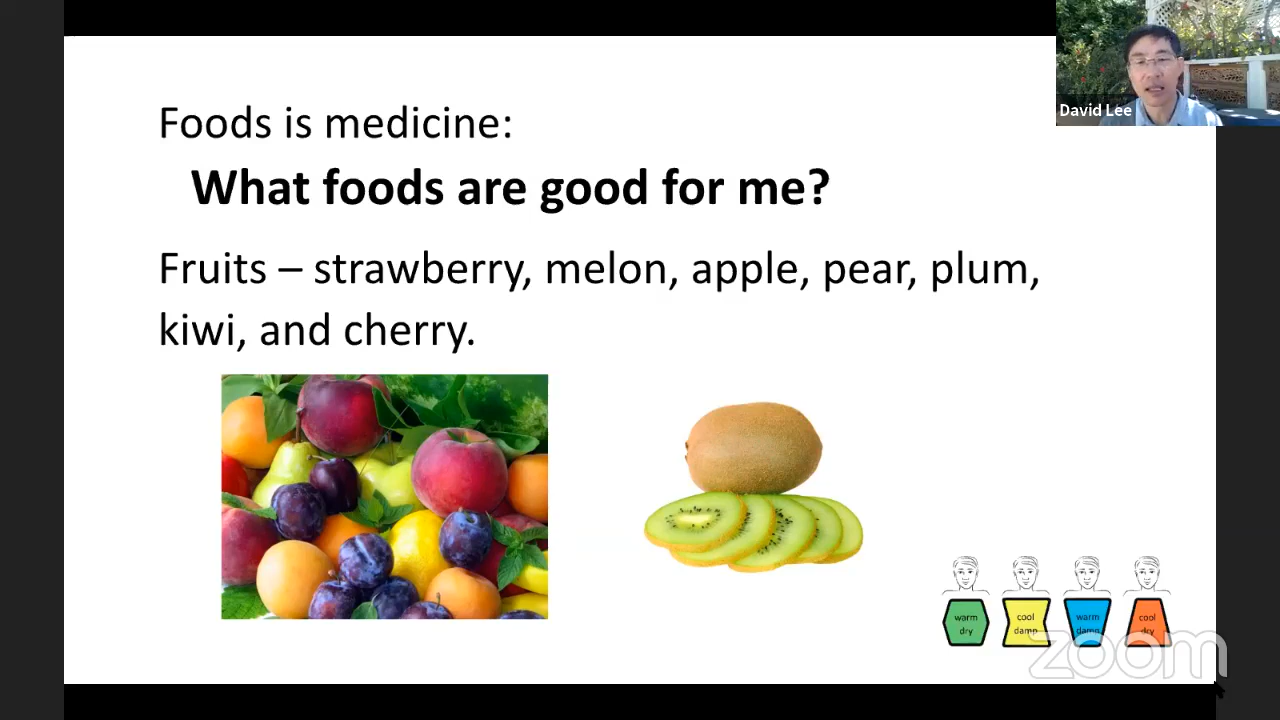 David Lee
Foods is medicine:
What foods are good for me?
Fruits – strawberry, melon, apple, pear, plum,
kiwi, and cherry.
warm
dry
cool
damp
warm
damp
cool
dry
zoom